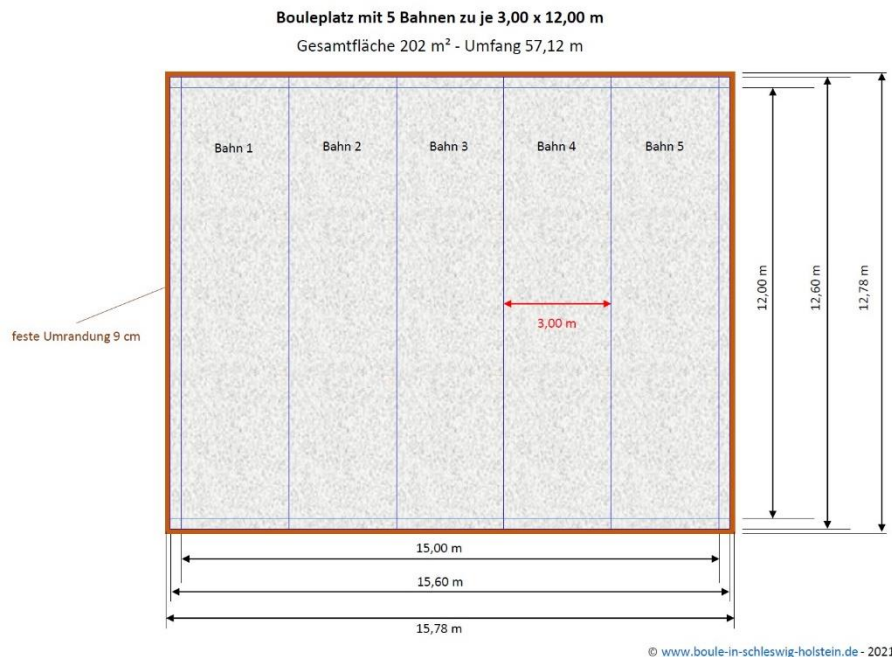 Bouleplatz mit 5 Bahnen zu je 3,00 x 12,00 m
Gesamtfläche 202 m² - Umfang 57,12 m
Bahn 1
Bahn 2
Bahn 3
Bahn 4
Bahn 5
3,00 m
12,00 m
12,60 m
12,78 m
feste Umrandung 9 cm
15,00 m
15,60 m
15,78 m
© www.boule-in-schleswig-holstein.de - 2021